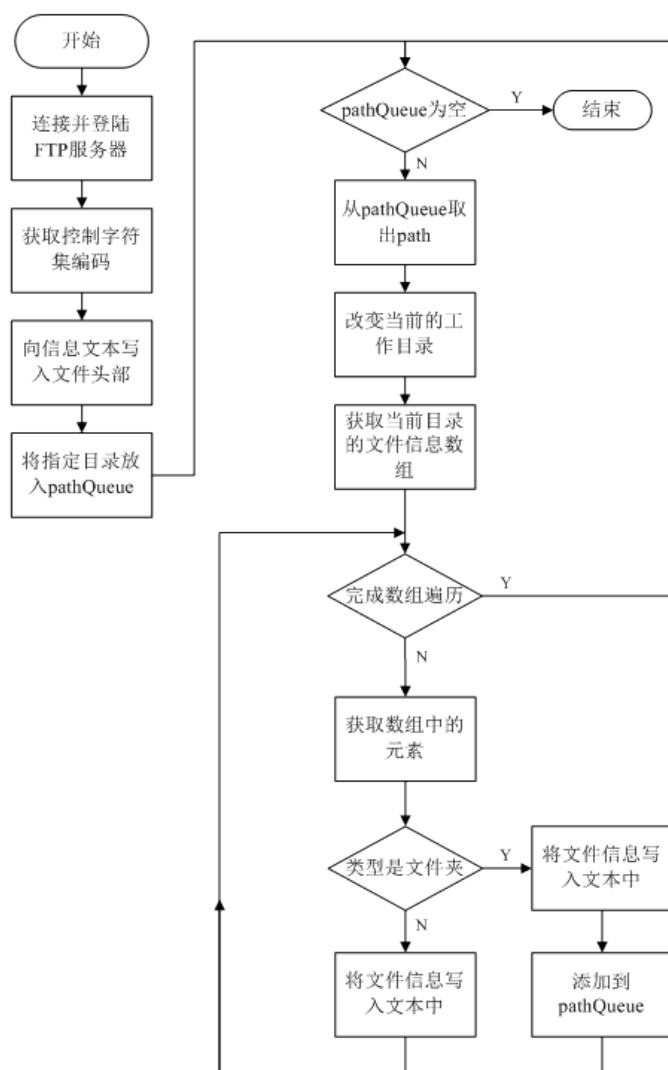 开始
连接并登陆
FTP服务器
获取控制字符
集编码
向信息文本写
入文件头部
将指定目录放
入pathQueue
pathQueue为空
Y
结束
N
从pathQueue取
出path
改变当前的工
作目录
获取当前目录
的文件信息数
组
完成数组遍历
Y
N
获取数组中的
元素
类型是文件夹
Y
将文件信息写
入文本中
N
将文件信息写
入文本中
添加到
pathQueue